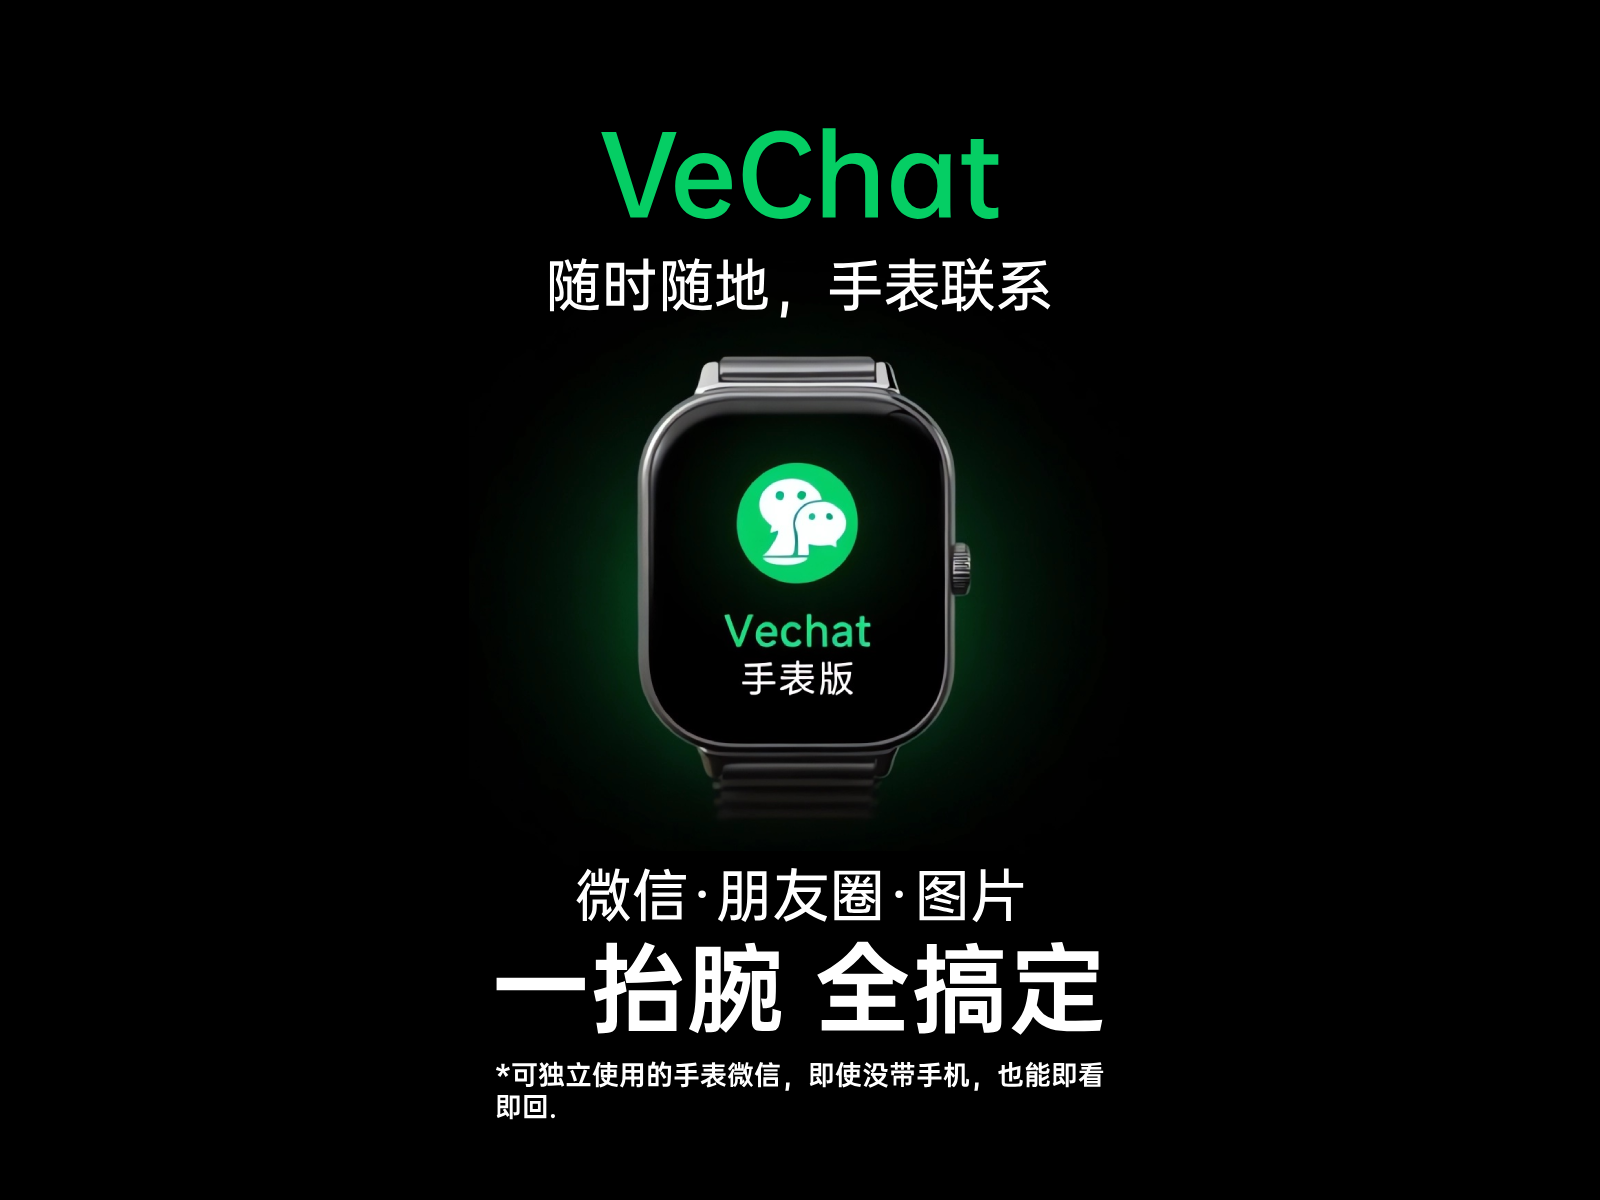 VeChat
随时随地，手表联系
Vechat
手表版
微信·朋友圈·图片
一抬腕 全搞定
*可独立使用的手表微信，即使没带手机，也能即看
即回.